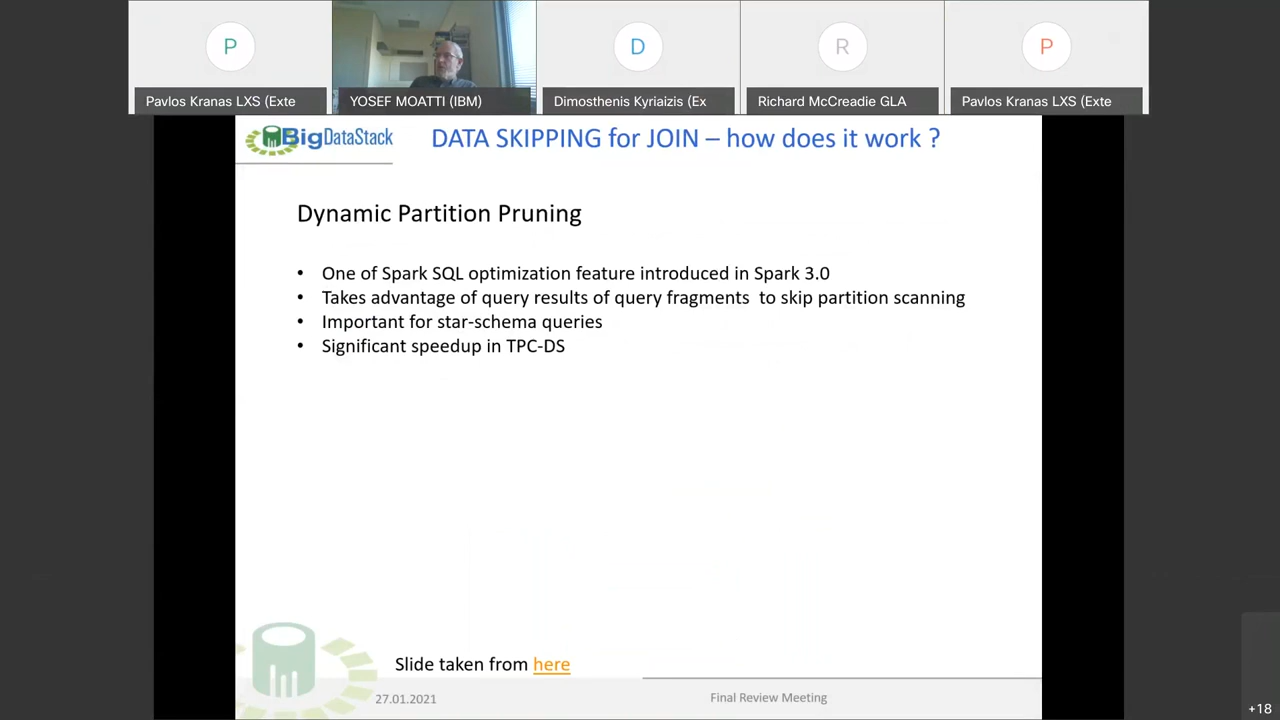 P
D
R
P
Pavlos Kranas LXS (Exte
YOSEF MOATTI (IBM)
Dimosthenis Kyriaizis (Ex
Richard McCreadie GLA
Pavlos Kranas LXS (Exte
BigDataStack
DATA SKIPPING for JOIN – how does it work ?
Dynamic Partition Pruning
• One of Spark SQL optimization feature introduced in Spark 3.0
• Takes advantage of query results of query fragments to skip partition scanning
• Important for star-schema queries
• Significant speedup in TPC-DS
Slide taken from here
27.01.2021
Final Review Meeting
+18